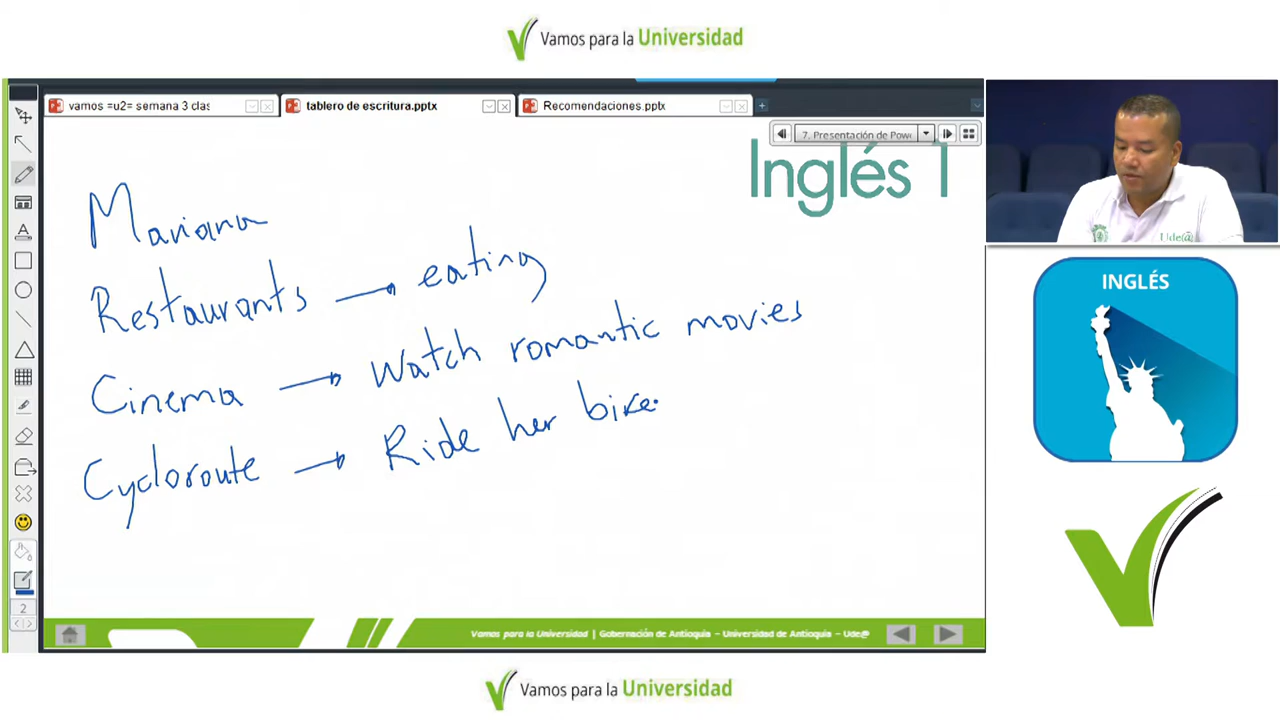 Vamos para la Universidad
vamos =u2= semana 3 clas
tablero de escritura.pptx
Recomendaciones.pptx
7. Presentación de Powe
Inglés 1
Mariana
Restaurants → eating
Cinema → Watch romantic movies
Cycloroute → Ride her bike.
Ude@
INGLÉS
2
Vamos para la Universidad | Gobernación de Antioquia – Universidad de Antioquia – Ude@
Vamos para la Universidad